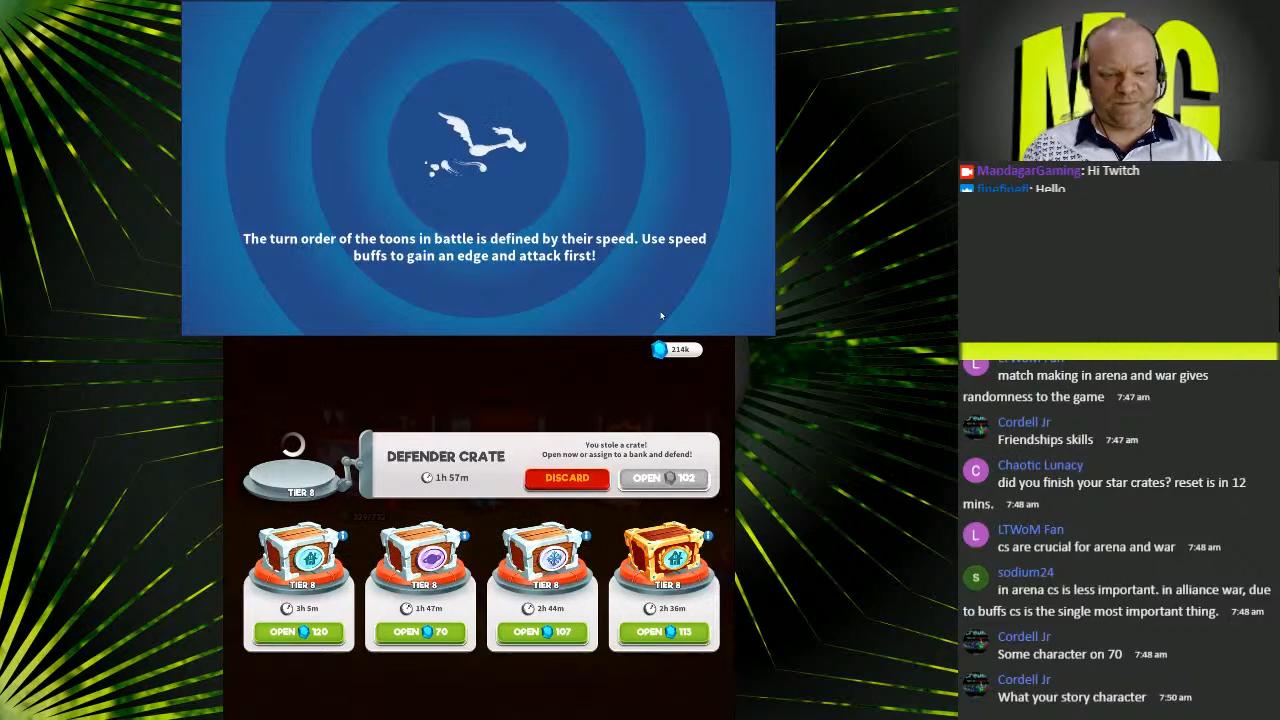 The turn order of the toons in battle is defined by their speed. Use speed
buffs to gain an edge and attack first!
214k
DEFENDER CRATE
1h 57m
You stole a crate!
Open now or assign to a bank and defend!
DISCARD
OPEN 102
TIER 8
TIER 8
3h 5m
OPEN 120
TIER 8
1h 47m
OPEN 70
TIER 8
2h 44m
OPEN 107
TIER 8
2h 36m
OPEN 113
MG
MandagarGaming: Hi Twitch
finefinefi: Hello
L
LTWoM Fan
match making in arena and war gives
randomness to the game 7:47 am
Cordell Jr
Friendships skills 7:47 am
C
Chaotic Lunacy
did you finish your star crates? reset is in 12
mins. 7:48 am
L
LTWoM Fan
cs are crucial for arena and war 7:48 am
S
sodium24
in arena cs is less important. in alliance war, due
to buffs cs is the single most important thing. 7:48 am
Cordell Jr
Some character on 70 7:48 am
Cordell Jr
What your story character 7:50 am